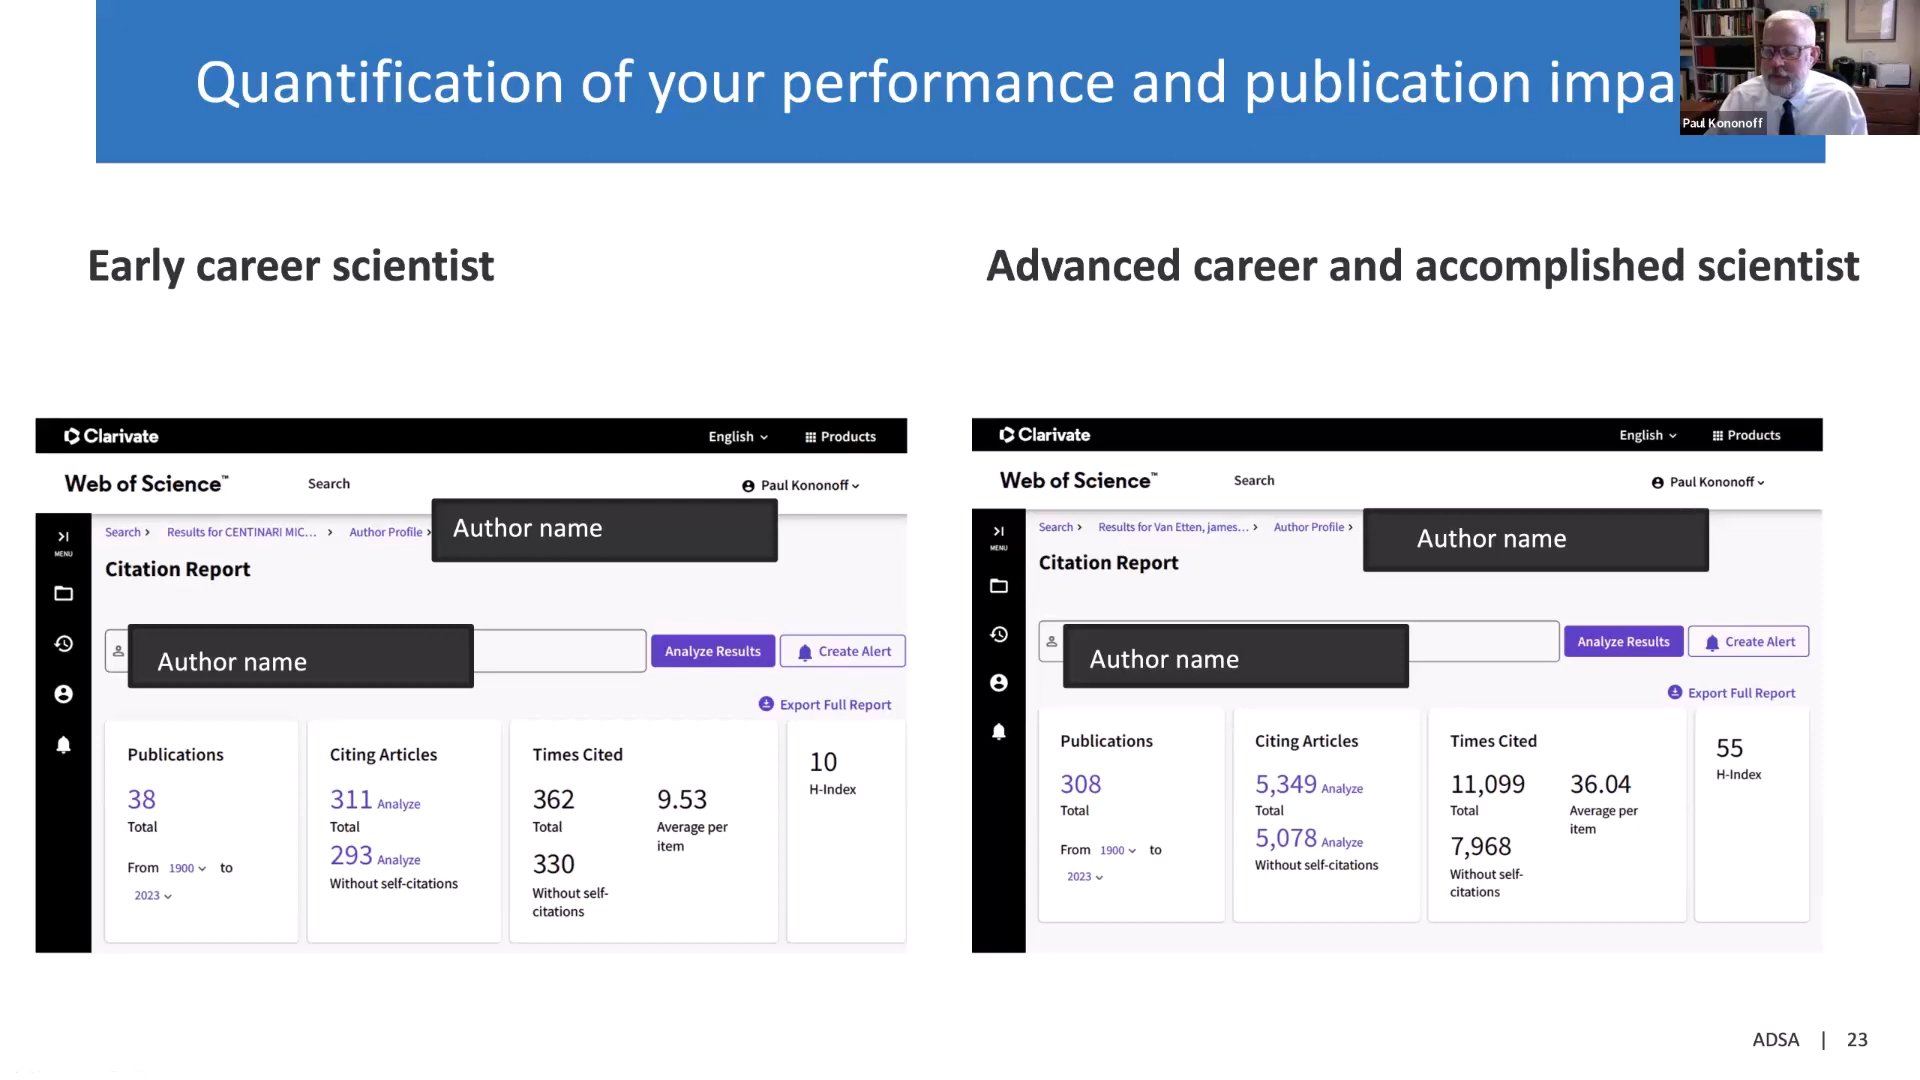 Quantification of your performance and publication impa
Paul Kononoff
Early career scientist
Advanced career and accomplished scientist
Clarivate
English
Products
Web of Science™
Search
Paul Kononoff
MENU
Search > Results for CENTINARI MIC... > Author Profile >
Author name
Citation Report
Author name
Analyze Results
Create Alert
Export Full Report
Publications
38
Total
From 1900 to
2023
Citing Articles
311 Analyze
Total
293 Analyze
Without self-citations
Times Cited
362
Total
330
Without self-
citations
9.53
Average per
item
10
H-Index
Clarivate
English
Products
Web of Science™
Search
Paul Kononoff
MENU
Search > Results for Van Etten, james... > Author Profile >
Author name
Citation Report
Author name
Analyze Results
Create Alert
Export Full Report
Publications
308
Total
From 1900 to
2023
Citing Articles
5,349 Analyze
Total
5,078 Analyze
Without self-citations
Times Cited
11,099
Total
7,968
Without self-
citations
36.04
Average per
item
55
H-Index
ADSA | 23